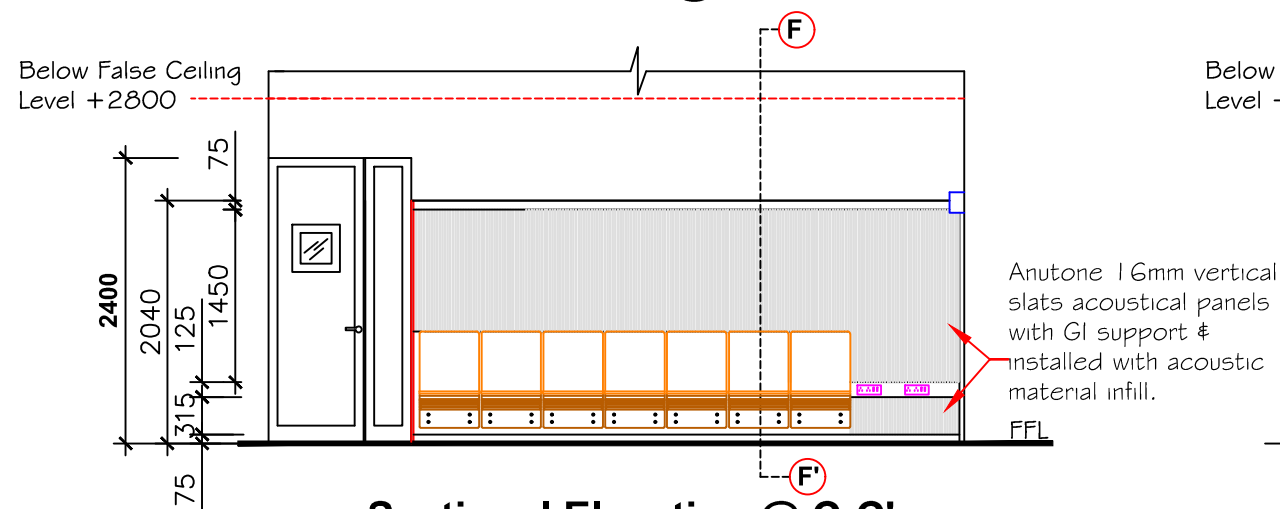 F
Below False Ceiling
Level +2800
Below
Level
75
2400
2040
125
1450
315
75
Anutone 16mm vertical
slats acoustical panels
with GI support &
installed with acoustic
material infill.
FFL
F'